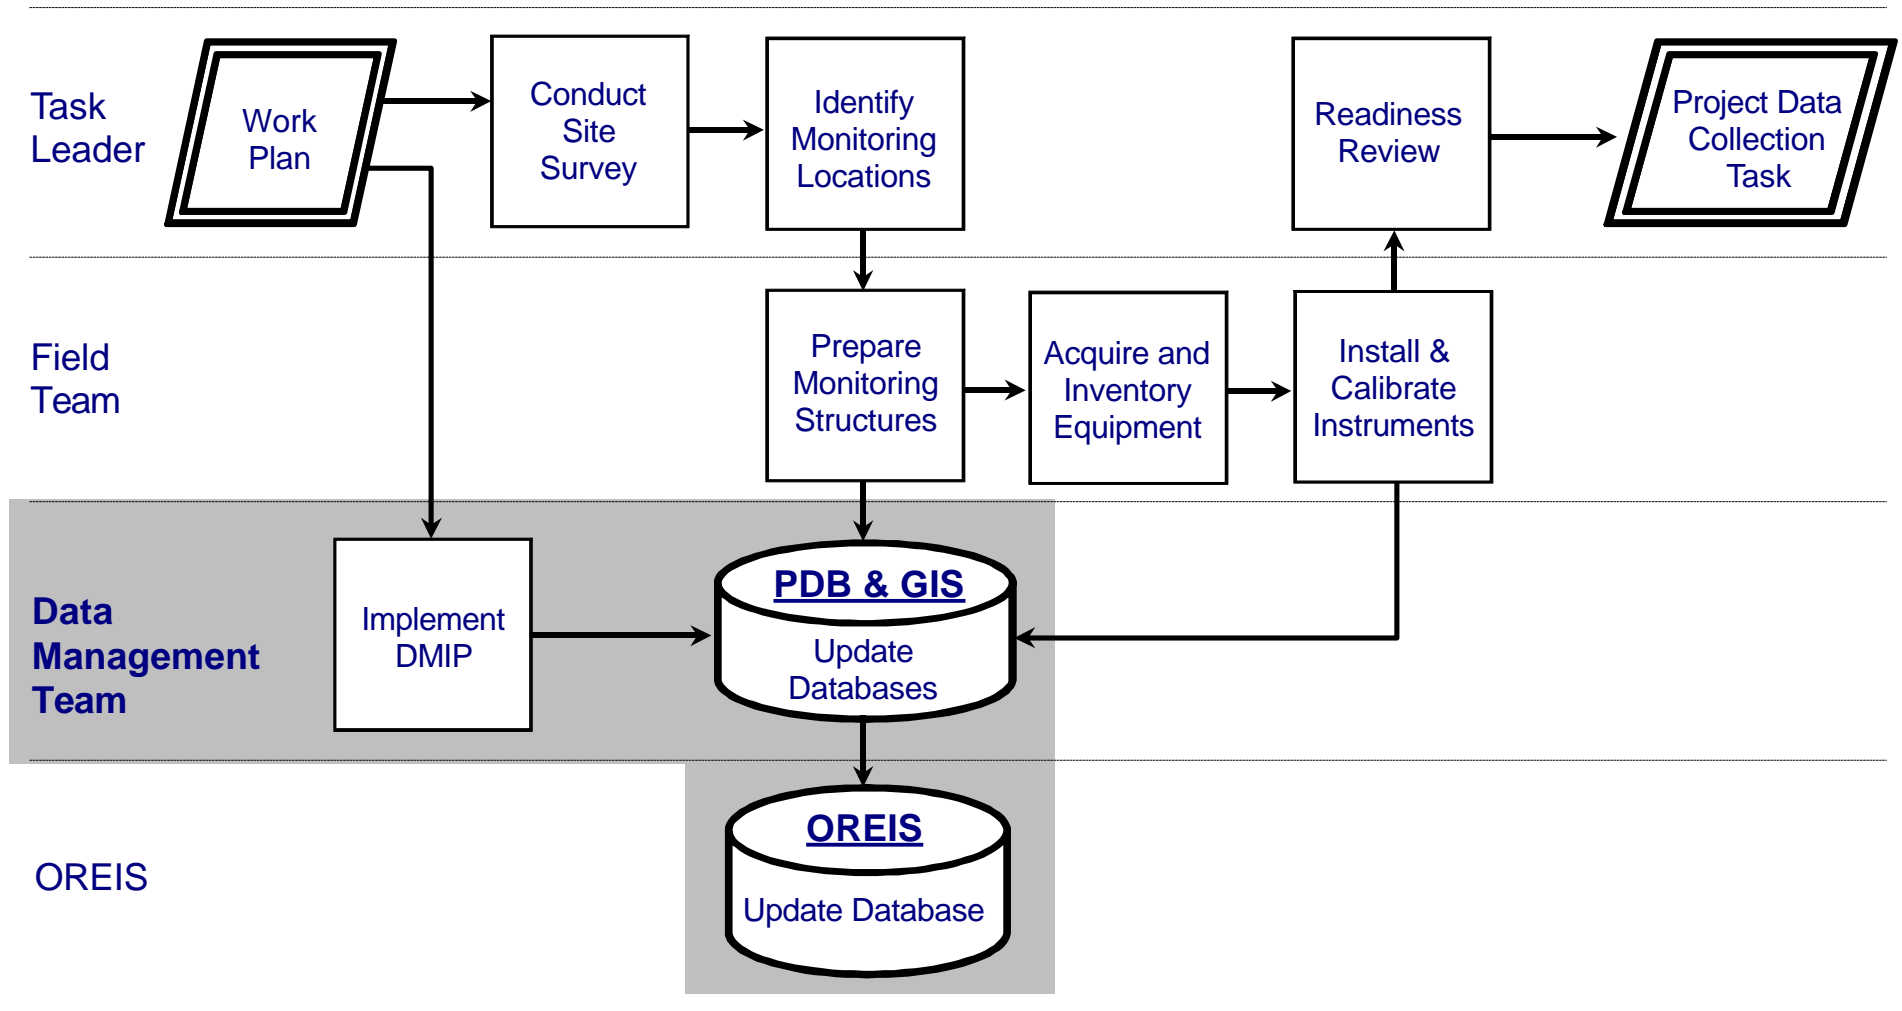 Task
Leader
Work
Plan
Conduct
Site
Survey
Identify
Monitoring
Locations
Readiness
Review
Project Data
Collection
Task
Field
Team
Prepare
Monitoring
Structures
Acquire and
Inventory
Equipment
Install &
Calibrate
Instruments
Data
Management
Team
Implement
DMIP
PDB & GIS
Update
Databases
OREIS
OREIS
Update Database